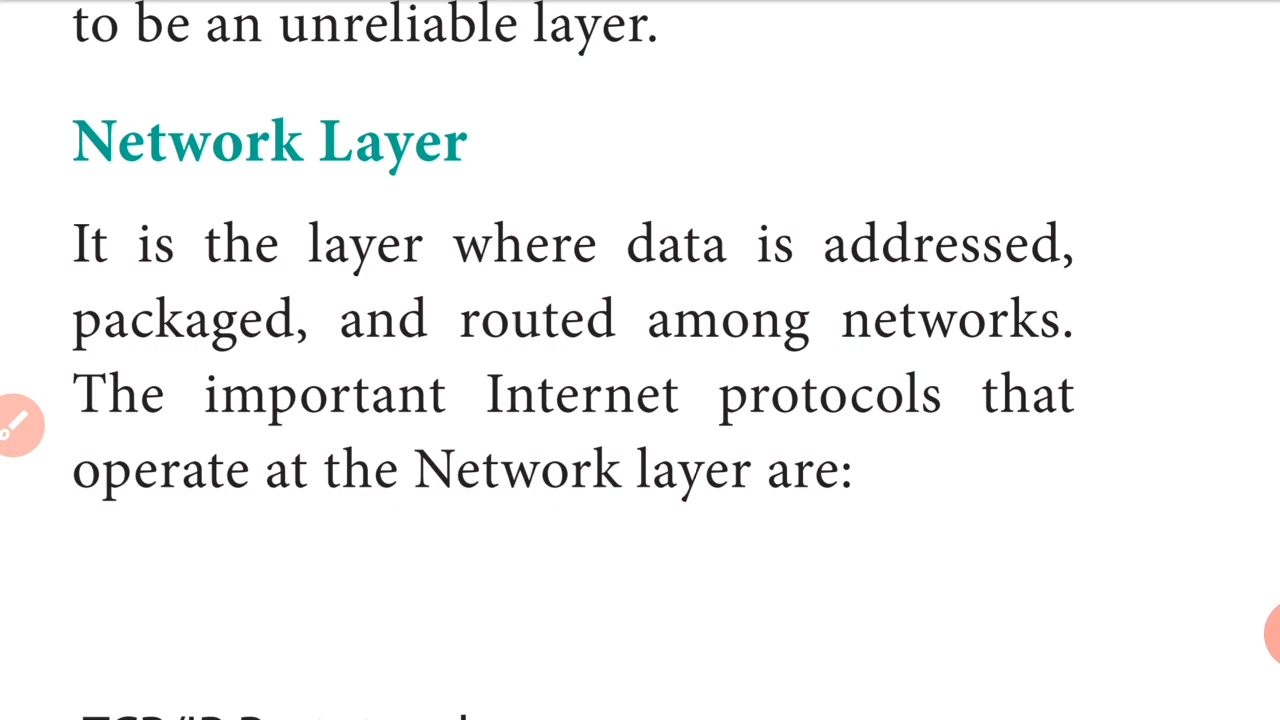 to be an unreliable layer.
Network Layer
It is the layer where data is addressed,
packaged, and routed among networks.
The important Internet protocols that
operate at the Network layer are: